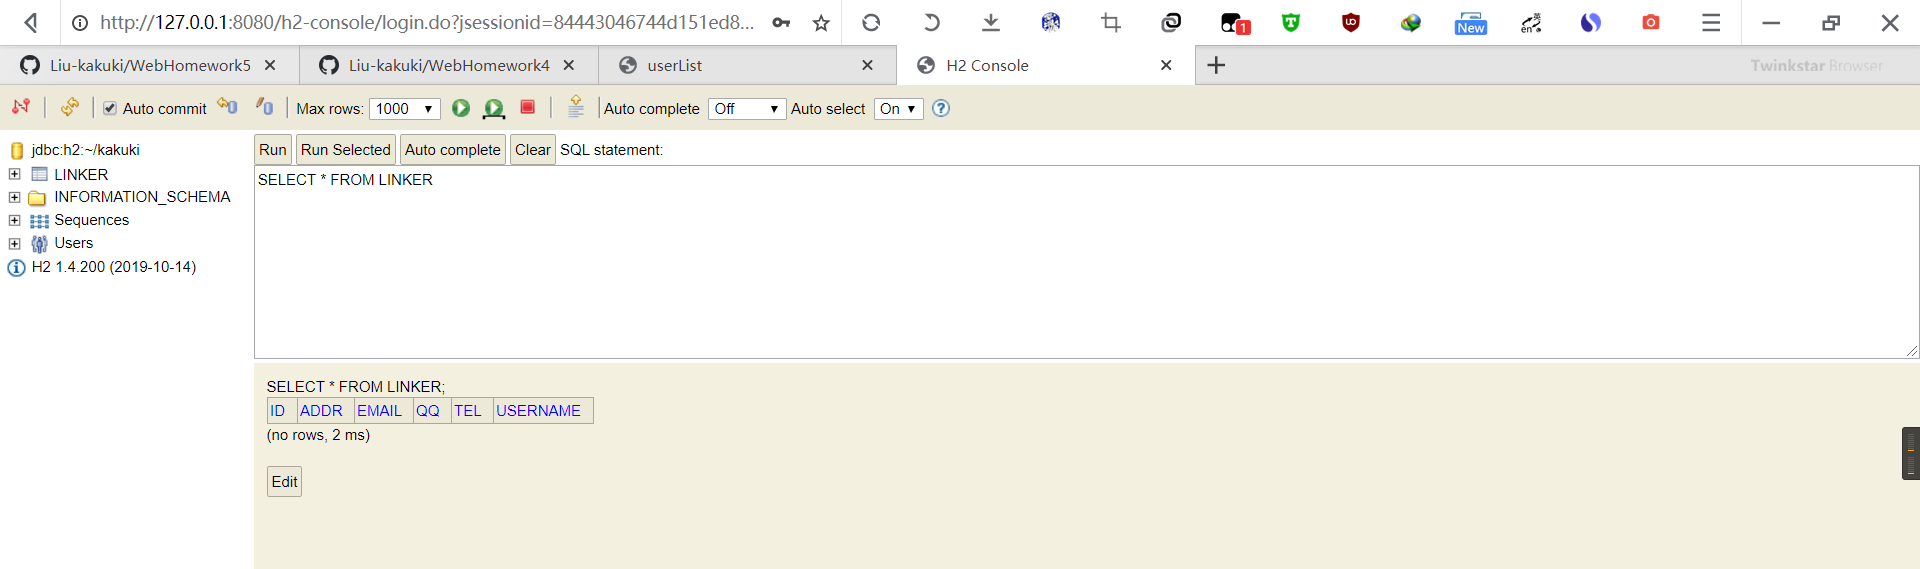 http://127.0.0.1:8080/h2-console/login.do?jsessionid=84443046744d151ed8...
1
New
英
én
Liu-kakuki/WebHomework5
Liu-kakuki/WebHomework4
userList
H2 Console
Twinkstar Browser
Auto commit
Max rows: 1000
Auto complete Off
Auto select On
jdbc:h2:~/kakuki
LINKER
INFORMATION_SCHEMA
Sequences
Users
H2 1.4.200 (2019-10-14)
Run Run Selected Auto complete Clear SQL statement:
SELECT * FROM LINKER
SELECT * FROM LINKER;
ID ADDR EMAIL QQ TEL USERNAME
(no rows, 2 ms)
Edit